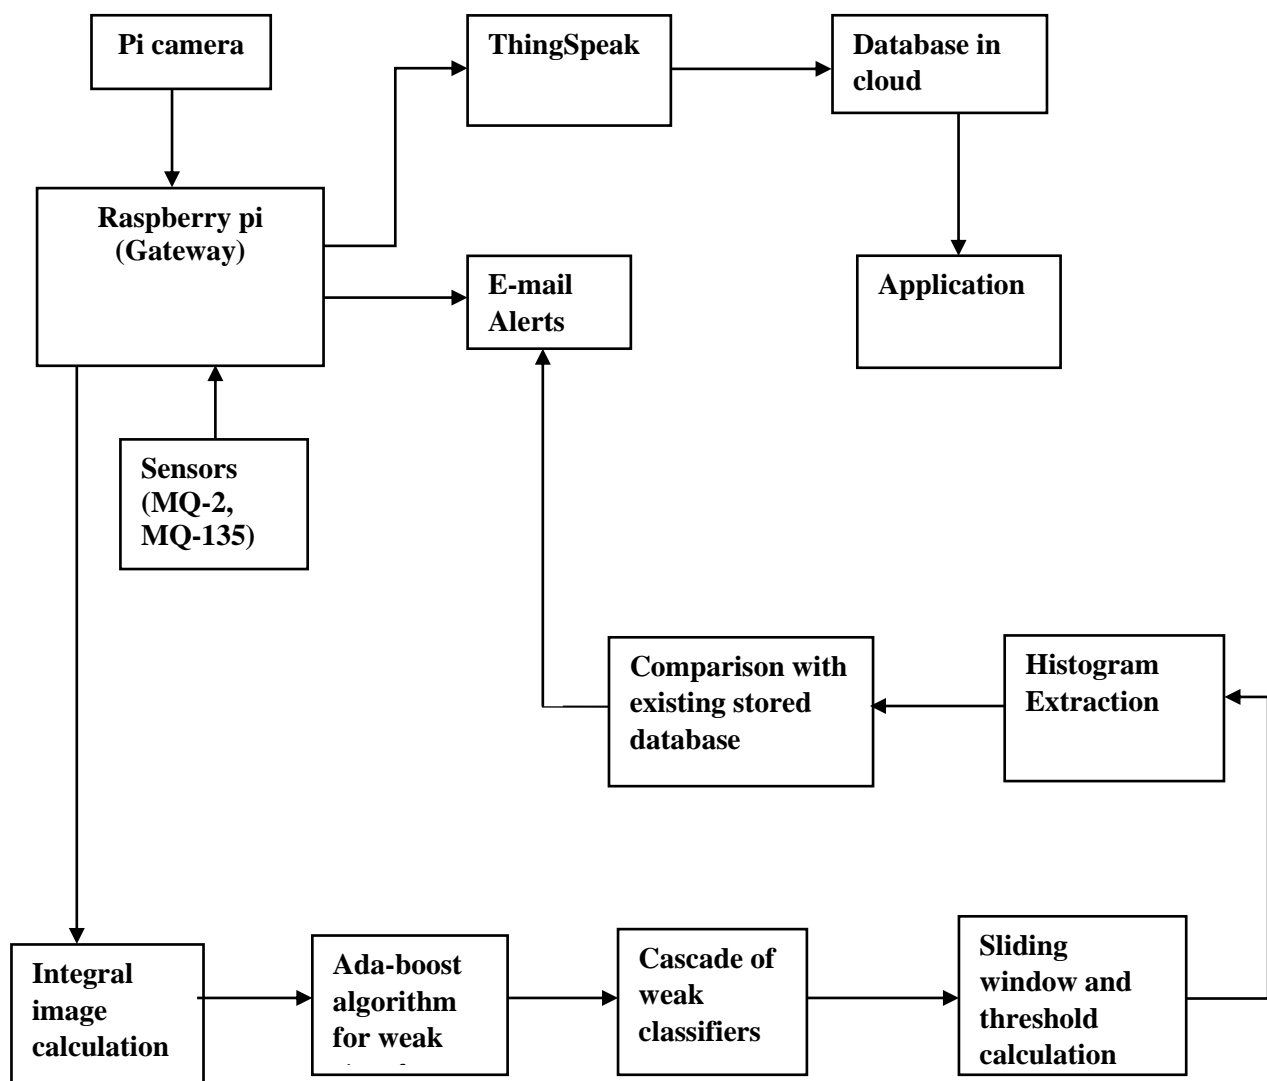 Pi camera
ThingSpeak
Database in
cloud
Raspberry pi
(Gateway)
E-mail
Alerts
Application
Sensors
(MQ-2,
MQ-135)
Comparison with
existing stored
database
Histogram
Extraction
Integral
image
calculation
Ada-boost
algorithm
for weak
Cascade of
weak
classifiers
Sliding
window and
threshold
calculation